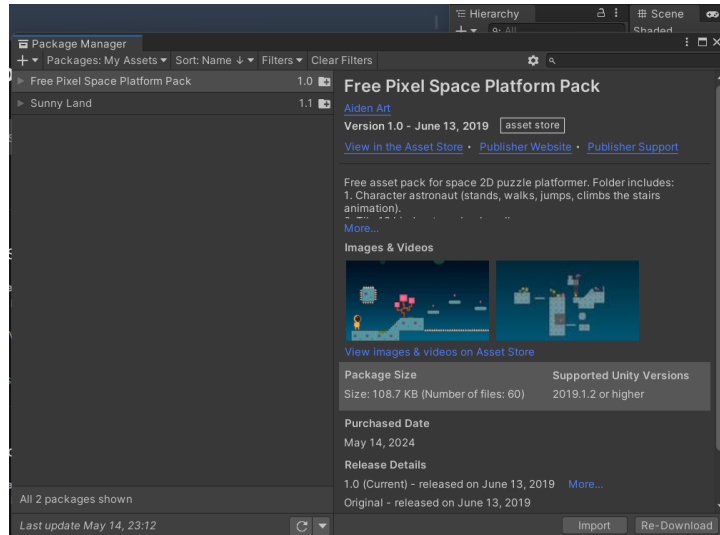 Hierarchy
Scene
All
Shaded
Package Manager
Packages: My Assets
Sort: Name ↓
Filters
Clear Filters
Free Pixel Space Platform Pack 1.0
Sunny Land 1.1
Free Pixel Space Platform Pack
Aiden Art
Version 1.0 - June 13, 2019 asset store
View in the Asset Store • Publisher Website • Publisher Support
Free asset pack for space 2D puzzle platformer. Folder includes:
1. Character astronaut (stands, walks, jumps, climbs the stairs
animation).
More...
Images & Videos
View images & videos on Asset Store
Package Size
Size: 108.7 KB (Number of files: 60)
Supported Unity Versions
2019.1.2 or higher
Purchased Date
May 14, 2024
Release Details
1.0 (Current) - released on June 13, 2019 More...
Original - released on June 13, 2019
All 2 packages shown
Last update May 14, 23:12
Import
Re-Download